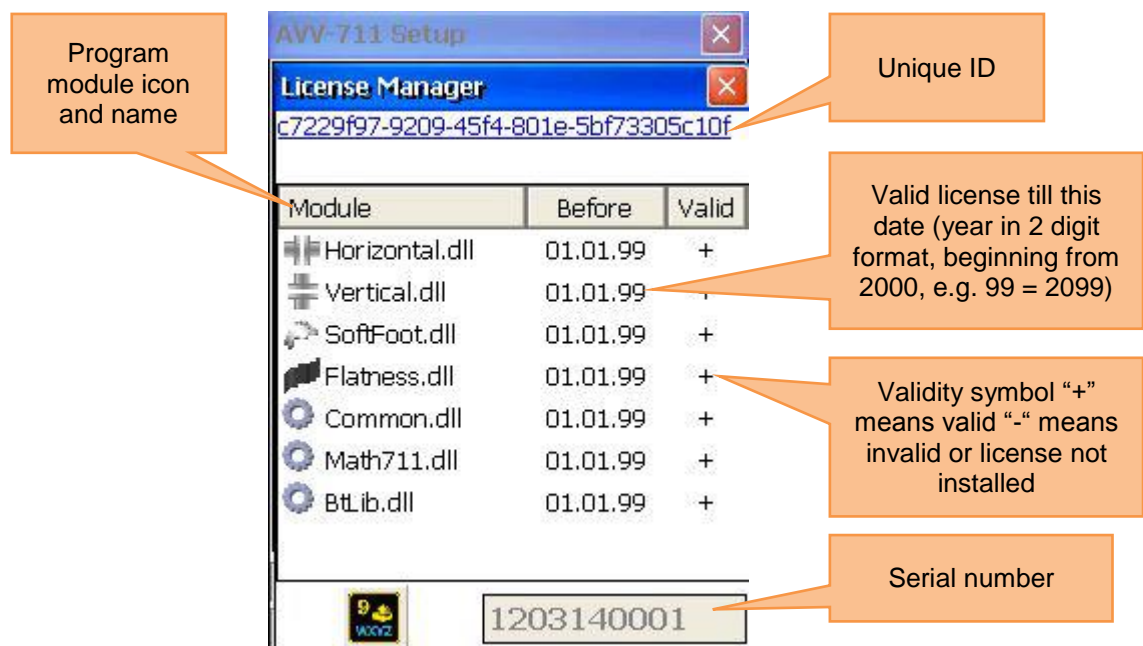 Program
module icon
and name
AVV-711 Setup
License Manager
c7229f97-9209-45f4-801e-5bf73305c10f
Unique ID
Module Before Valid
Horizontal.dll 01.01.99 +
Vertical.dll 01.01.99 +
SoftFoot.dll 01.01.99 +
Flatness.dll 01.01.99 +
Common.dll 01.01.99 +
Math711.dll 01.01.99 +
BtLib.dll 01.01.99 +
Valid license till this
date (year in 2 digit
format, beginning from
2000, e.g. 99 = 2099)
Validity symbol “+”
means valid “-“ means
invalid or license not
installed
9
WXYZ
1203140001
Serial number